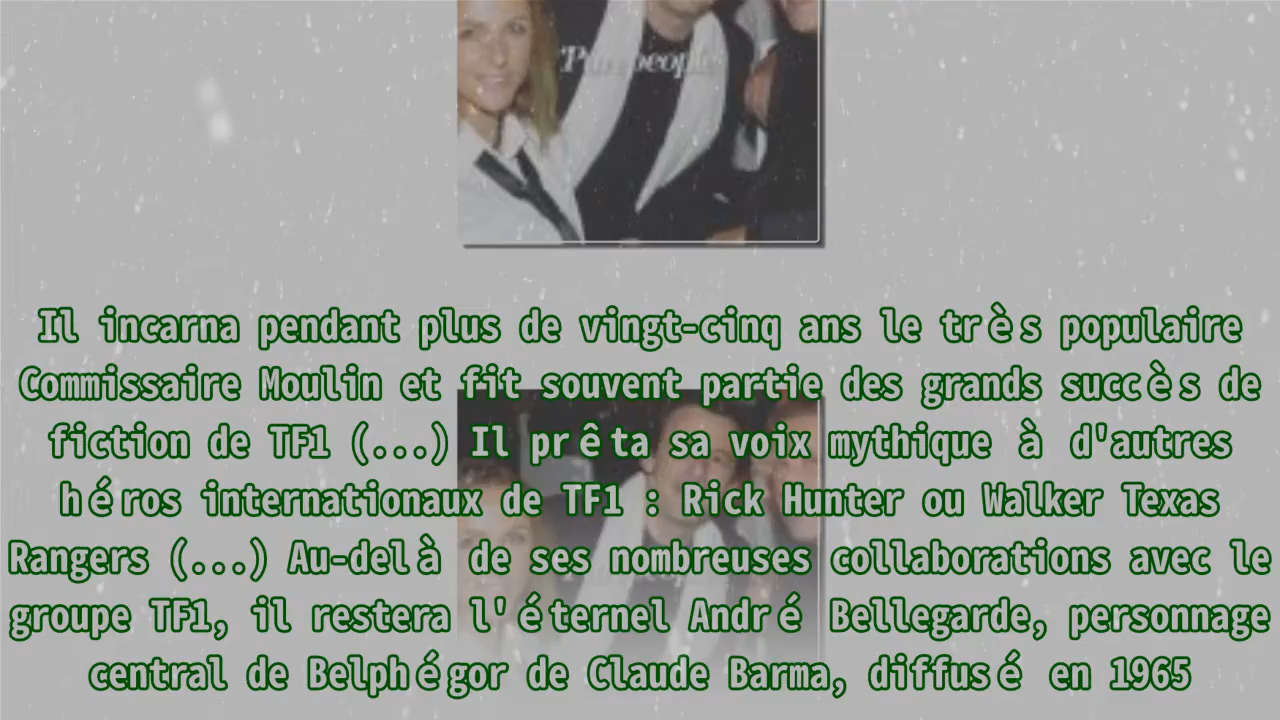 Purepeople
Il incarna pendant plus de vingt-cinq ans le très populaire
Commissaire Moulin et fit souvent partie des grands succès de
fiction de TF1 (...) Il prêta sa voix mythique à d'autres
héros internationaux de TF1 : Rick Hunter ou Walker Texas
Rangers (...) Au-delà de ses nombreuses collaborations avec le
groupe TF1, il restera l'éternel André Bellegarde, personnage
central de Belphégor de Claude Barma, diffusé en 1965